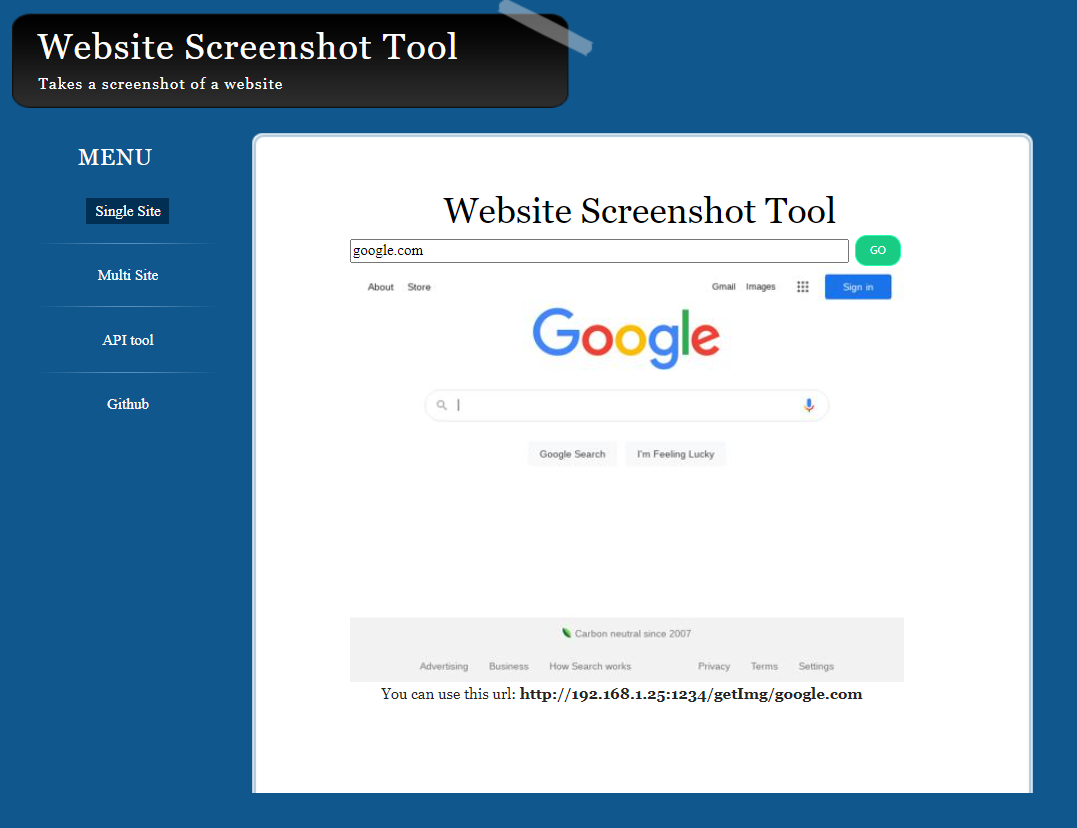 Website Screenshot Tool
Takes a screenshot of a website
MENU
Single Site
Multi Site
API tool
Github
Website Screenshot Tool
google.com GO
About Store Gmail Images Sign in
Google
Google Search I'm Feeling Lucky
Carbon neutral since 2007
Advertising Business How Search works Privacy Terms Settings
You can use this url: http://192.168.1.25:1234/getImg/google.com